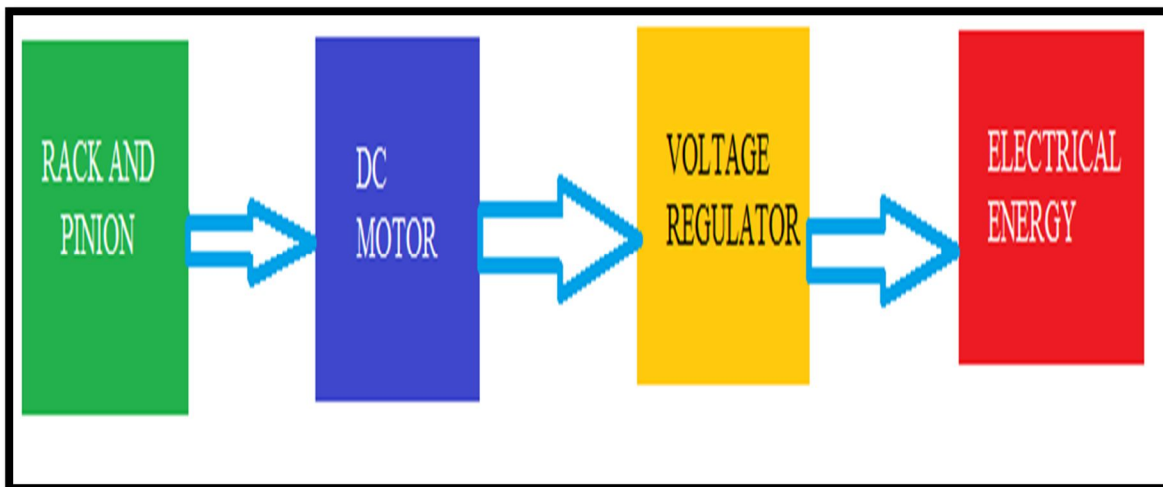 RACK AND
PINION
DC
MOTOR
VOLTAGE
REGULATOR
ELECTRICAL
ENERGY